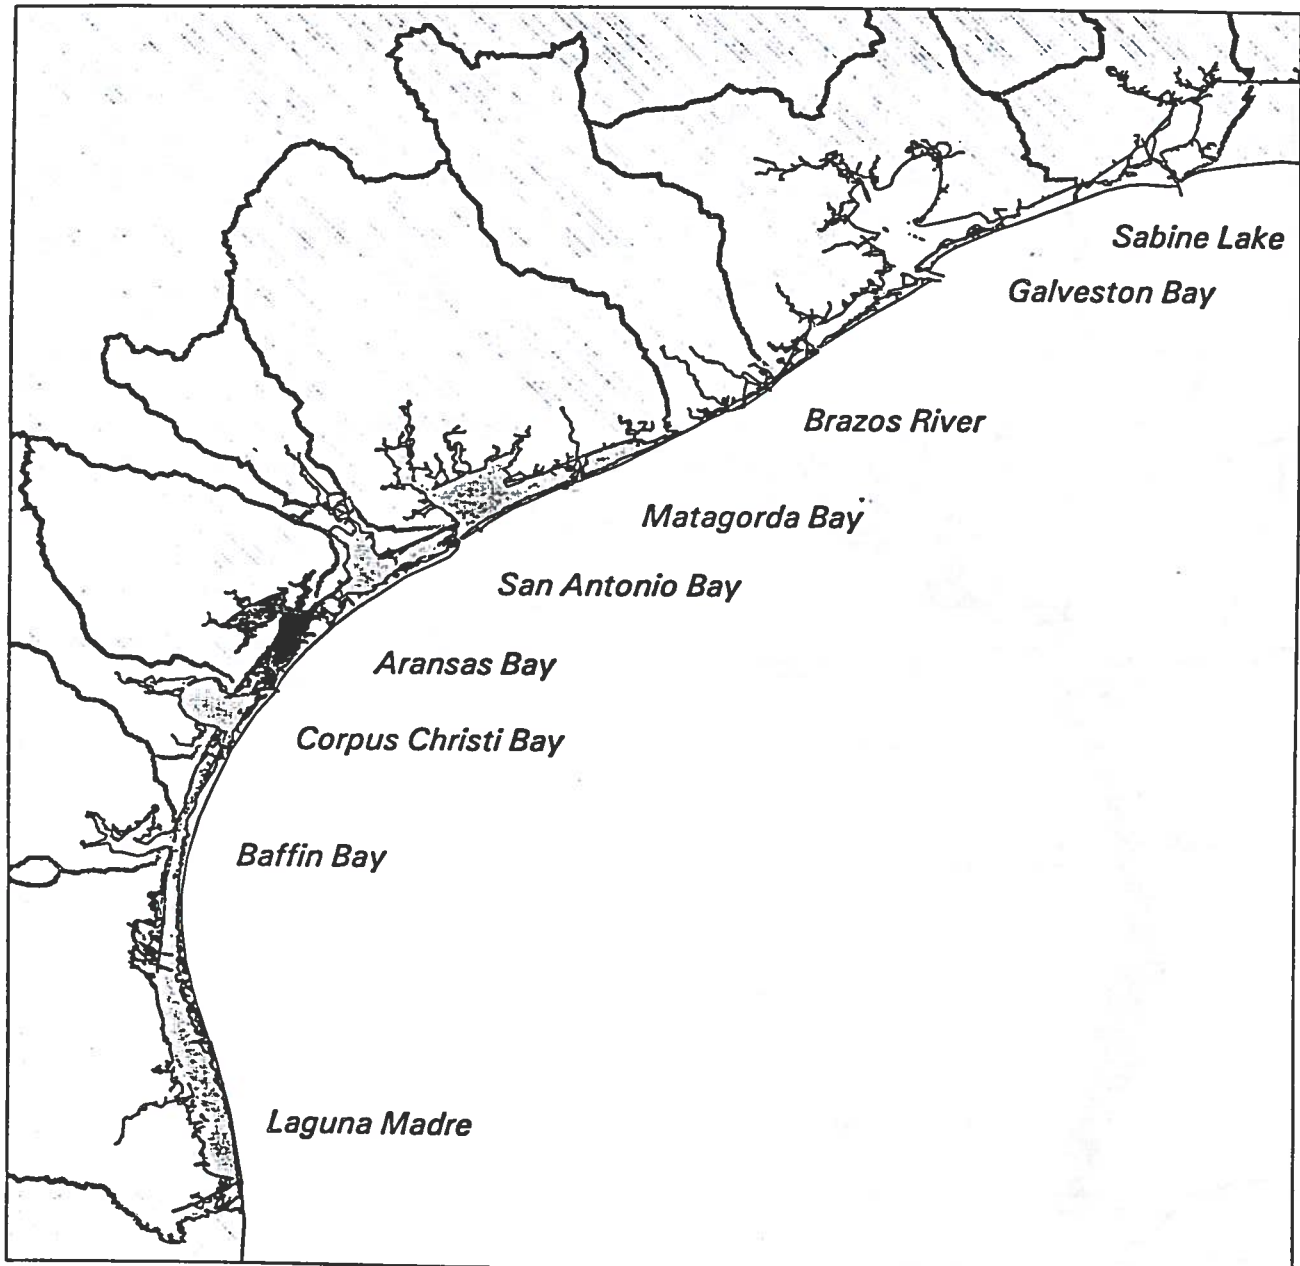 Sabine Lake
Galveston Bay
Brazos River
Matagorda Bay
San Antonio Bay
Aransas Bay
Corpus Christi Bay
Baffin Bay
Laguna Madre